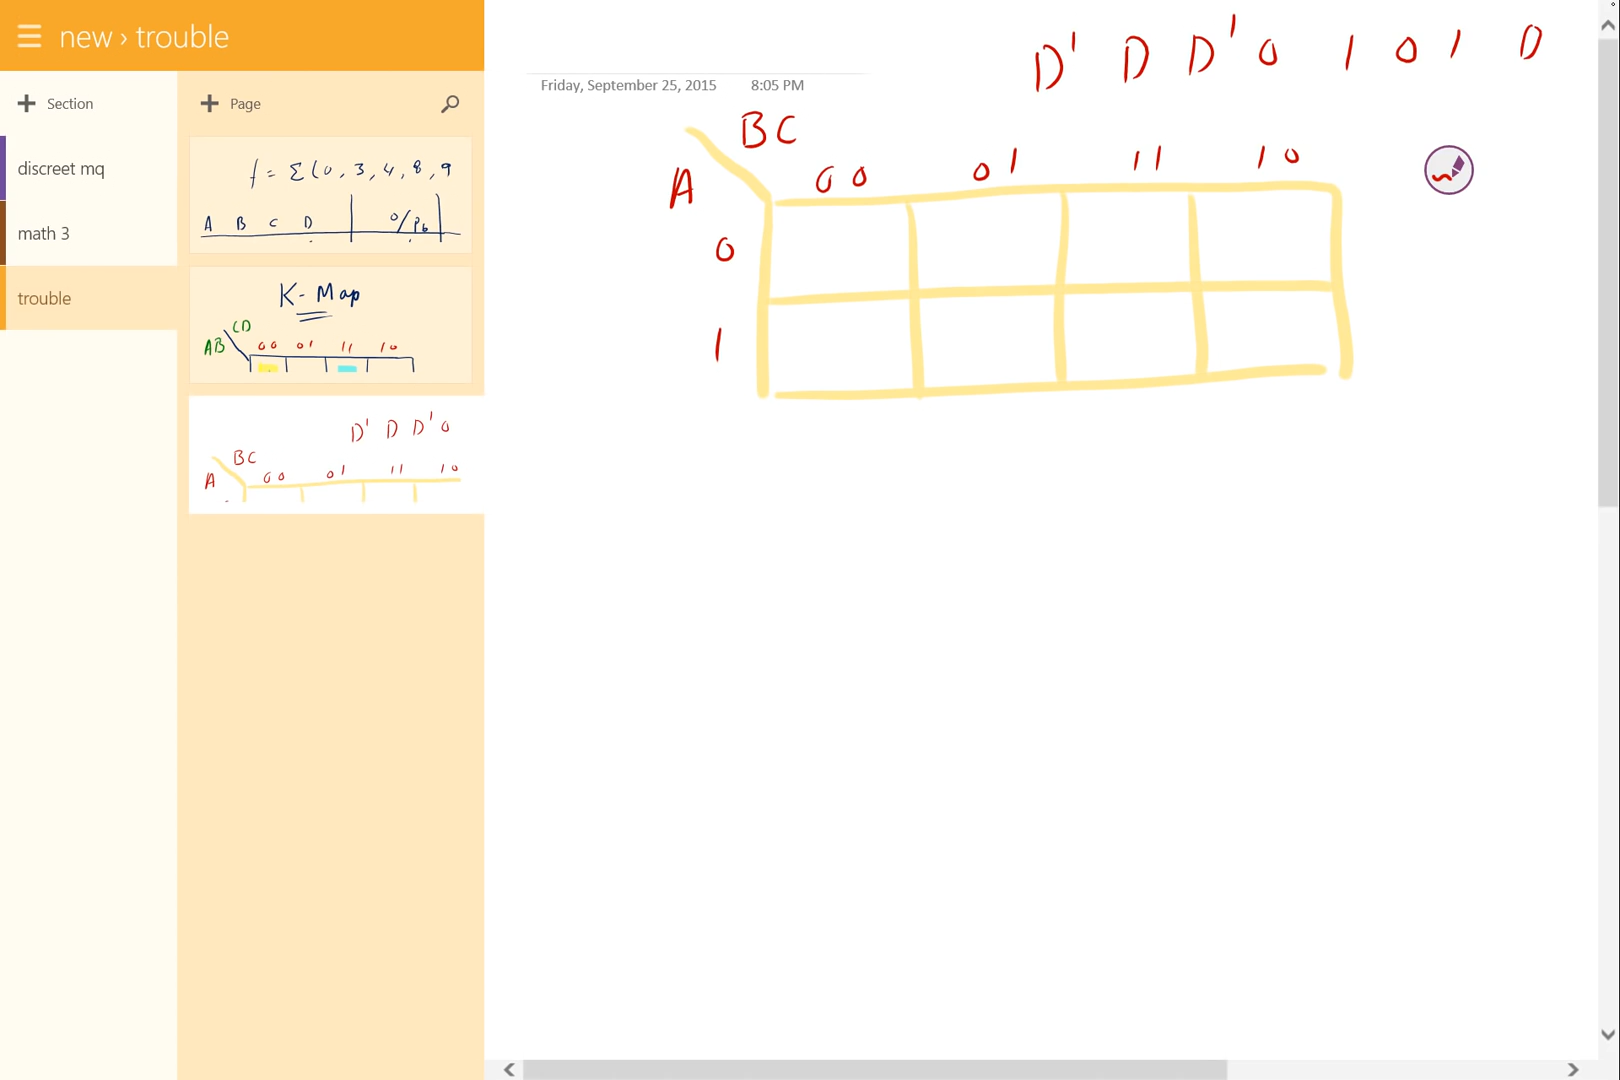 new › trouble
+ Section
+ Page
discreet mq
math 3
trouble
f = Σ(0, 3, 4, 8, 9
A B C D O/Ps
K-Map
CD
AB 00 01 11 10
D' D D' 0
BC
A 00 01 11 10
D' D D' 0 1 0 1 D
Friday, September 25, 2015 8:05 PM
BC
A 00 01 11 10
0
1